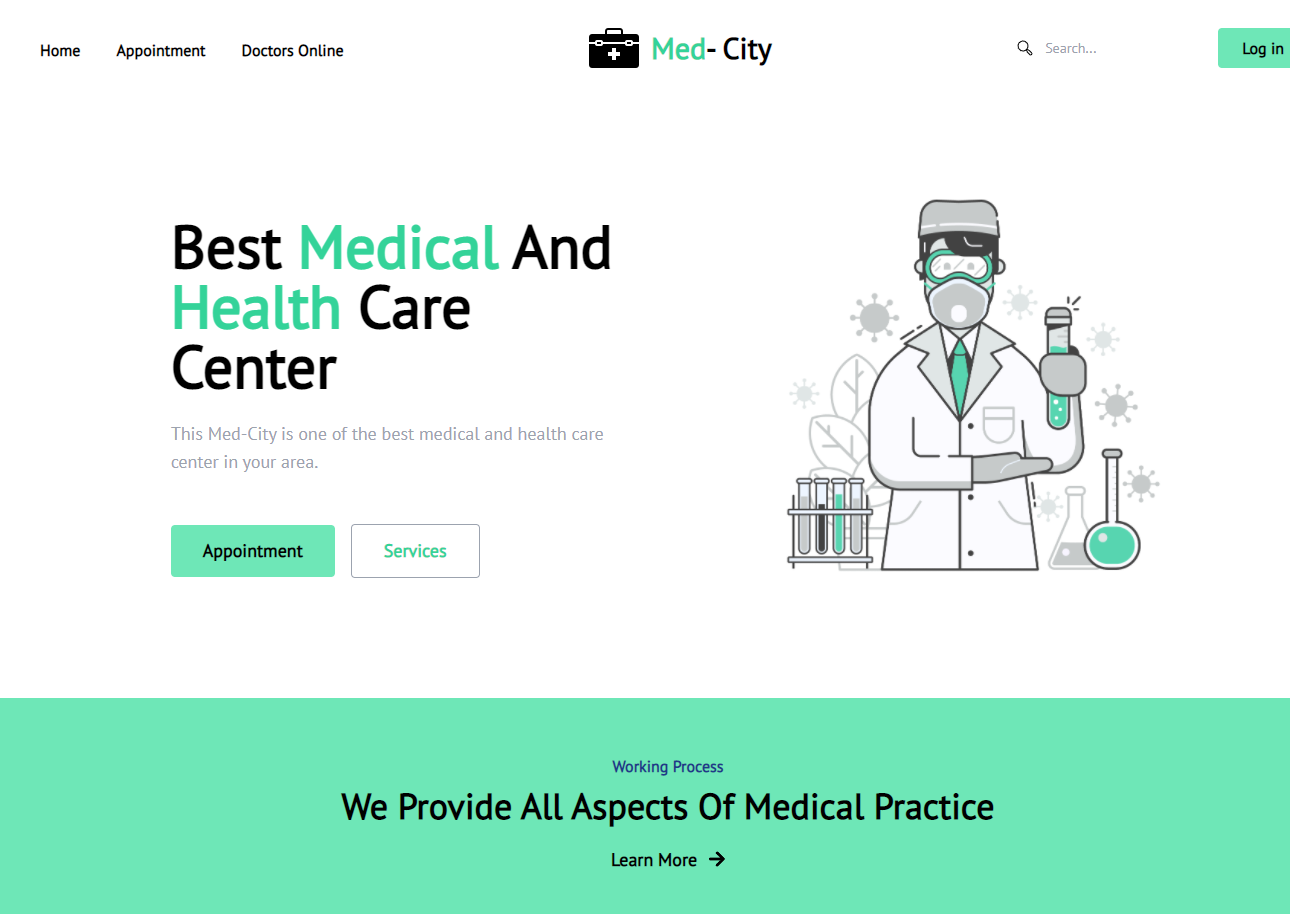 Home Appointment Doctors Online Med- City Search... Log in
Best Medical And
Health Care
Center
This Med-City is one of the best medical and health care
center in your area.
Appointment Services
Working Process
We Provide All Aspects Of Medical Practice
Learn More